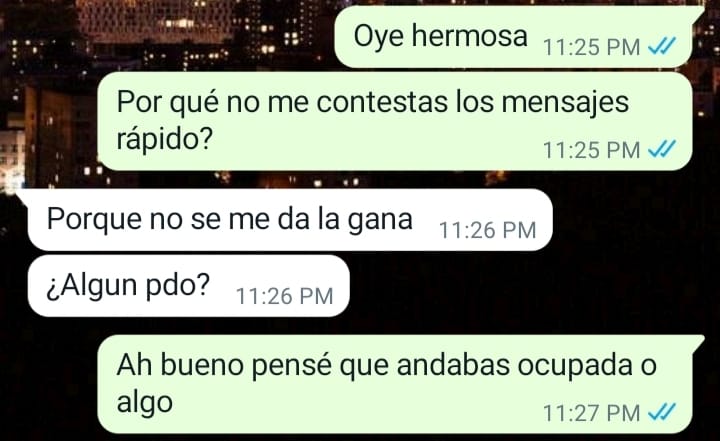 Oye hermosa 11:25 PM
Por qué no me contestas los mensajes
rápido?
11:25 PM
Porque no se me da la gana 11:26 PM
¿Algun pdo? 11:26 PM
Ah bueno pensé que andabas ocupada o
algo
11:27 PM